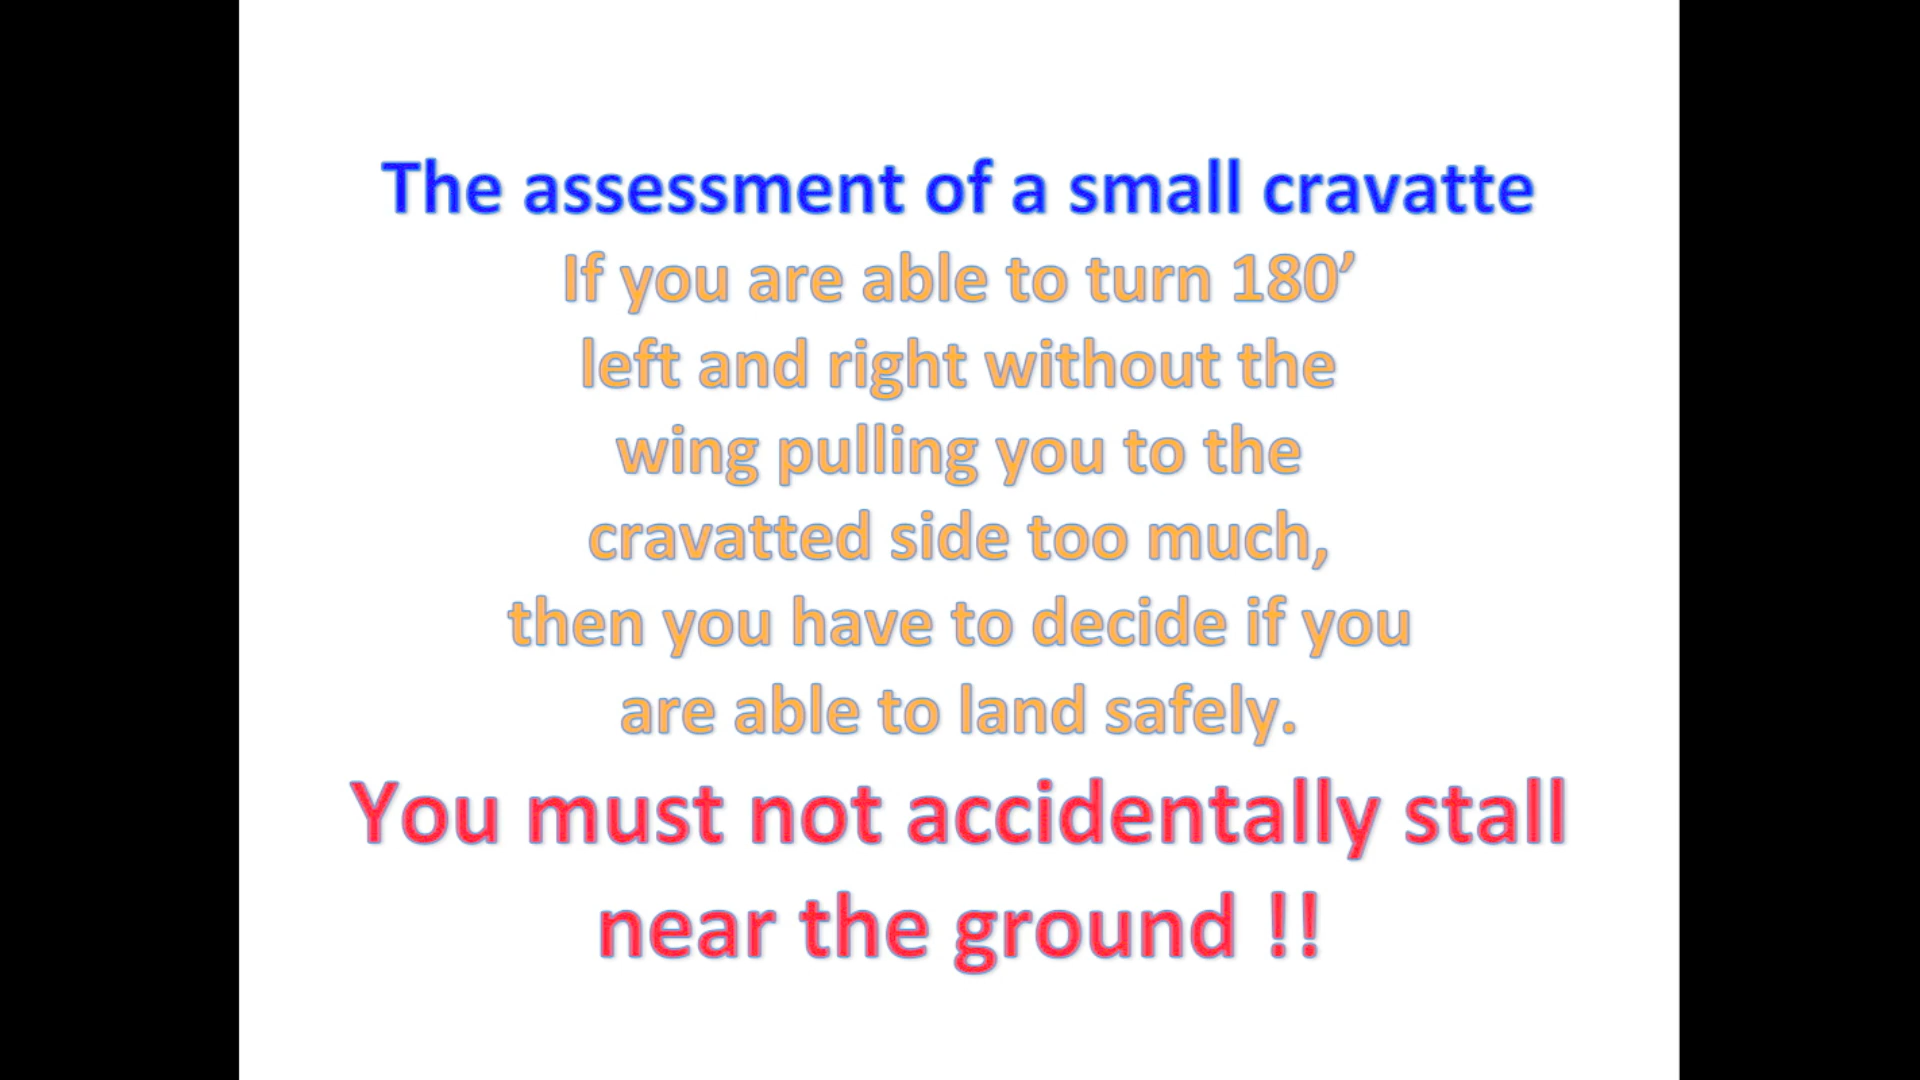 The assessment of a small cravatte
If you are able to turn 180’
left and right without the
wing pulling you to the
cravatted side too much,
then you have to decide if you
are able to land safely.
You must not accidentally stall
near the ground !!